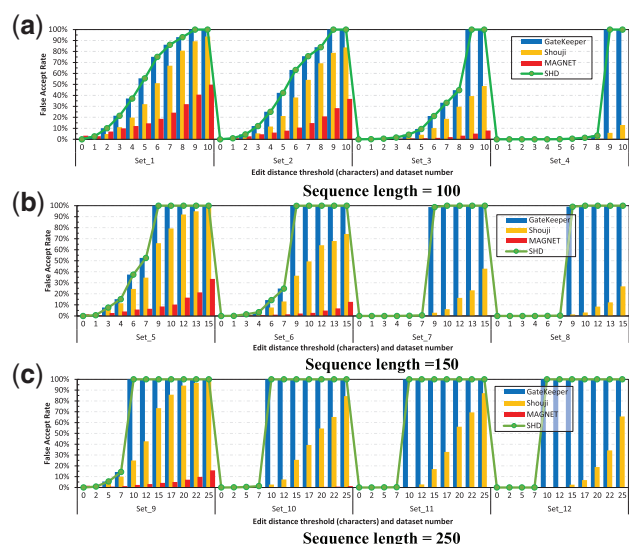 (a)
False Accept Rate
100%
90%
80%
70%
60%
50%
40%
30%
20%
10%
0%
GateKeeper
Shouji
MAGNET
SHD
0 1 2 3 4 5 6 7 8 9 10 0 1 2 3 4 5 6 7 8 9 10 0 1 2 3 4 5 6 7 8 9 10 0 1 2 3 4 5 6 7 8 9 10
Set_1 Set_2 Set_3 Set_4
Edit distance threshold (characters) and dataset number
Sequence length = 100
(b)
False Accept Rate
100%
90%
80%
70%
60%
50%
40%
30%
20%
10%
0%
GateKeeper
Shouji
MAGNET
SHD
0 1 3 4 6 7 9 10 12 13 15 0 1 3 4 6 7 9 10 12 13 15 0 1 3 4 6 7 9 10 12 13 15 0 1 3 4 6 7 9 10 12 13 15
Set_5 Set_6 Set_7 Set_8
Edit distance threshold (characters) and dataset number
Sequence length =150
(c)
False Accept Rate
100%
90%
80%
70%
60%
50%
40%
30%
20%
10%
0%
GateKeeper
Shouji
MAGNET
SHD
0 2 5 7 10 12 15 17 20 22 25 0 2 5 7 10 12 15 17 20 22 25 0 2 5 7 10 12 15 17 20 22 25 0 2 5 7 10 12 15 17 20 22 25
Set_9 Set_10 Set_11 Set_12
Edit distance threshold (characters) and dataset number
Sequence length = 250